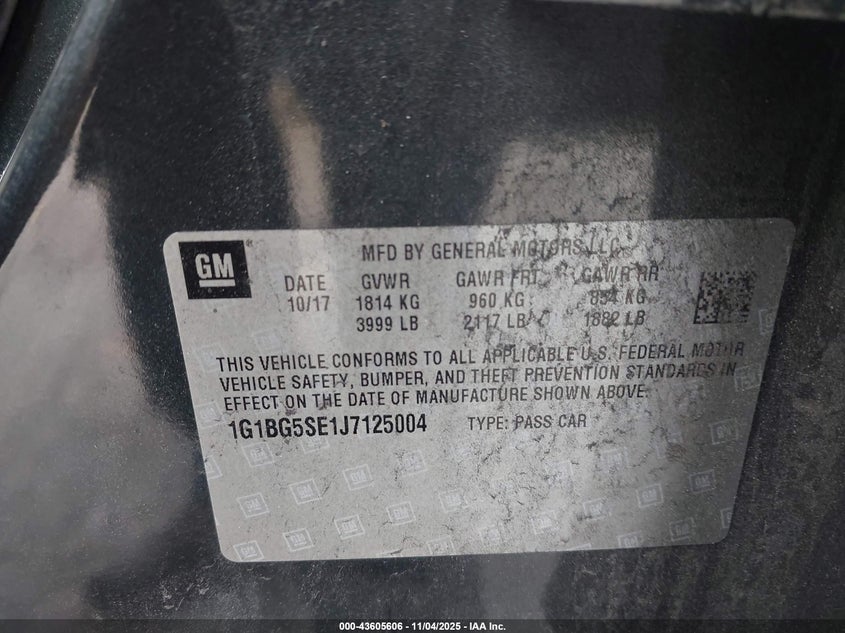 GM
MFD BY GENERAL MOTORS LLC
DATE GVWR GAWR FRT GAWR RR
10/17 1814 KG 960 KG 854 KG
3999 LB 2117 LB 1882 LB
THIS VEHICLE CONFORMS TO ALL APPLICABLE U.S. FEDERAL MOTOR
VEHICLE SAFETY, BUMPER, AND THEFT PREVENTION STANDARDS IN
EFFECT ON THE DATE OF MANUFACTURE SHOWN ABOVE.
1G1BG5SE1J7125004 TYPE: PASS CAR
000-43605606 - 11/04/2025 - IAA Inc.